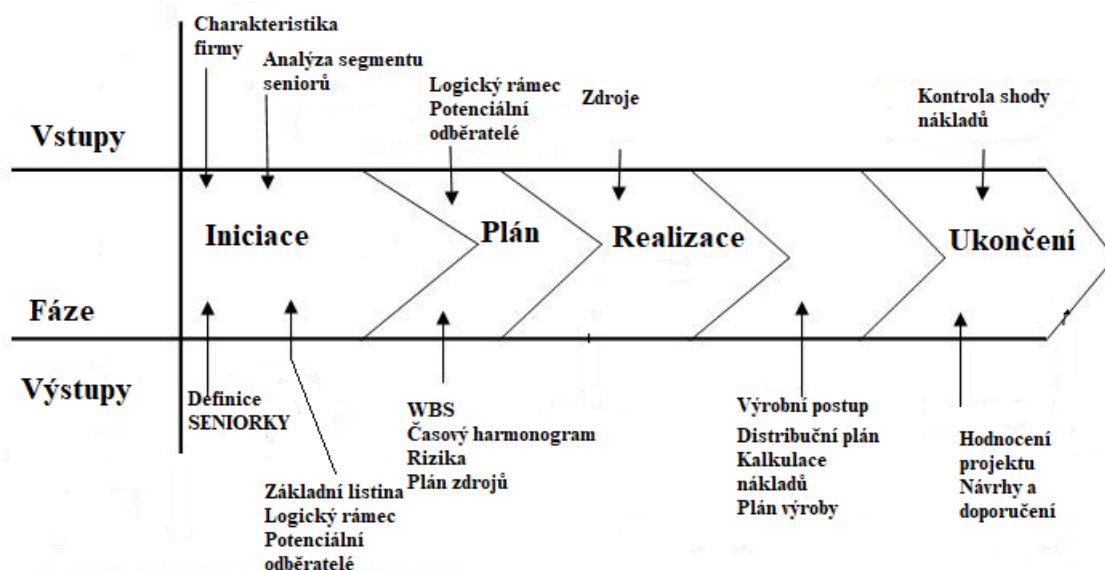 Charakteristika
firmy
Analýza segmentu
seniorů
Logický rámec
Potenciální
odběratelé
Zdroje
Kontrola shody
nákladů
Vstupy
Iniciace
Plán
Realizace
Ukončení
Fáze
Výstupy
Definice
SENIORKY
Základní listina
Logický rámec
Potenciální
odběratelé
WBS
Časový harmonogram
Rizika
Plán zdrojů
Výrobní postup
Distribuční plán
Kalkulace
nákladů
Plán výroby
Hodnocení
projektu
Návrhy a
doporučení